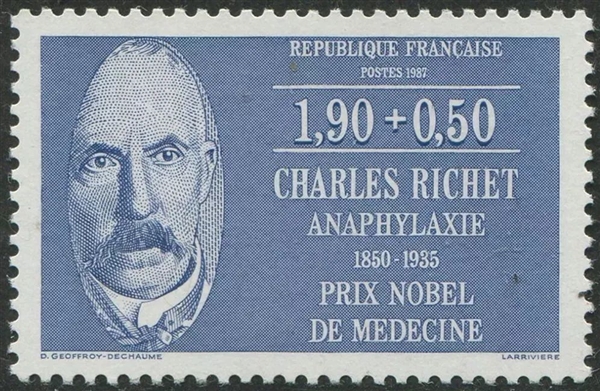 REPUBLIQUE FRANÇAISE
POSTES 1987
1,90 + 0,50
CHARLES RICHET
ANAPHYLAXIE
1850 - 1935
PRIX NOBEL
DE MEDECINE
D. GEOFFROY-DECHAUME
LARRIVIERE